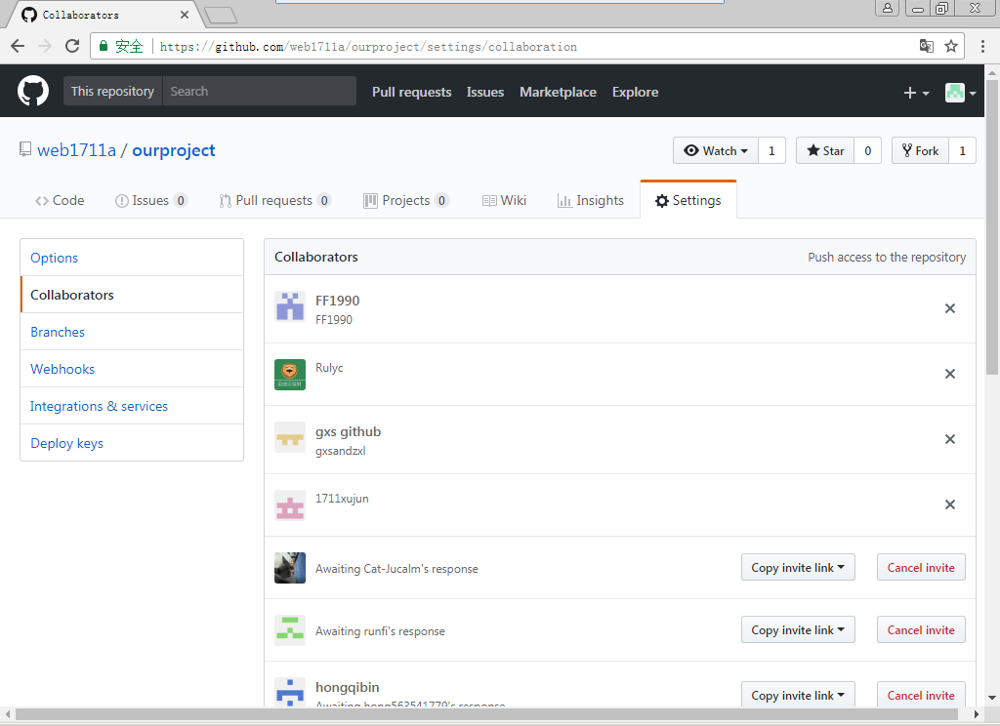 Collaborators
安全 https://github.com/web1711a/ourproject/settings/collaboration
This repository Search Pull requests Issues Marketplace Explore
web1711a / ourproject
Watch 1 Star 0 Fork 1
Code Issues 0 Pull requests 0 Projects 0 Wiki Insights Settings
Options
Collaborators
Branches
Webhooks
Integrations & services
Deploy keys
Collaborators Push access to the repository
FF1990
FF1990
Rulyc
gxs github
gxsandzxl
1711xujun
Awaiting Cat-Jucalm's response Copy invite link Cancel invite
Awaiting runfi's response Copy invite link Cancel invite
hongqibin
Awaiting hong563541779's response Copy invite link Cancel invite